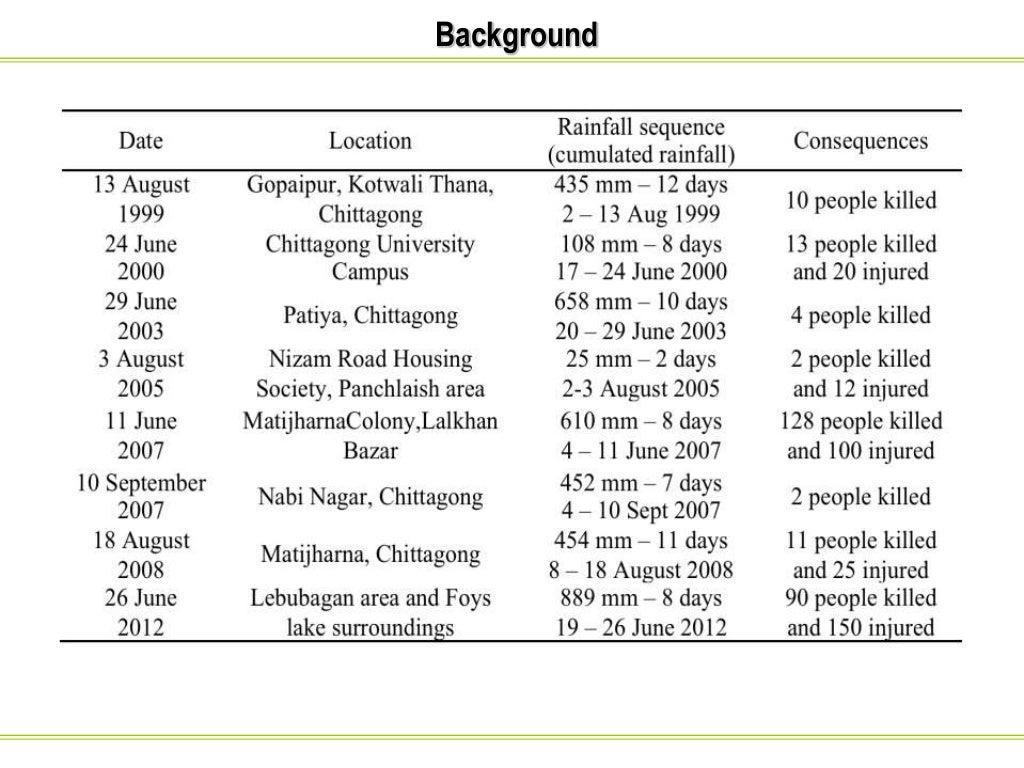 Background
Date Location Rainfall sequence (cumulated rainfall) Consequences
13 August 1999 Gopaipur, Kotwali Thana, Chittagong 435 mm – 12 days 2 – 13 Aug 1999 10 people killed
24 June 2000 Chittagong University Campus 108 mm – 8 days 17 – 24 June 2000 13 people killed and 20 injured
29 June 2003 Patiya, Chittagong 658 mm – 10 days 20 – 29 June 2003 4 people killed
3 August 2005 Nizam Road Housing Society, Panchlaish area 25 mm – 2 days 2-3 August 2005 2 people killed and 12 injured
11 June 2007 MatijharnaColony,Lalkhan Bazar 610 mm – 8 days 4 – 11 June 2007 128 people killed and 100 injured
10 September 2007 Nabi Nagar, Chittagong 452 mm – 7 days 4 – 10 Sept 2007 2 people killed
18 August 2008 Matijharna, Chittagong 454 mm – 11 days 8 – 18 August 2008 11 people killed and 25 injured
26 June 2012 Lebubagan area and Foys lake surroundings 889 mm – 8 days 19 – 26 June 2012 90 people killed and 150 injured